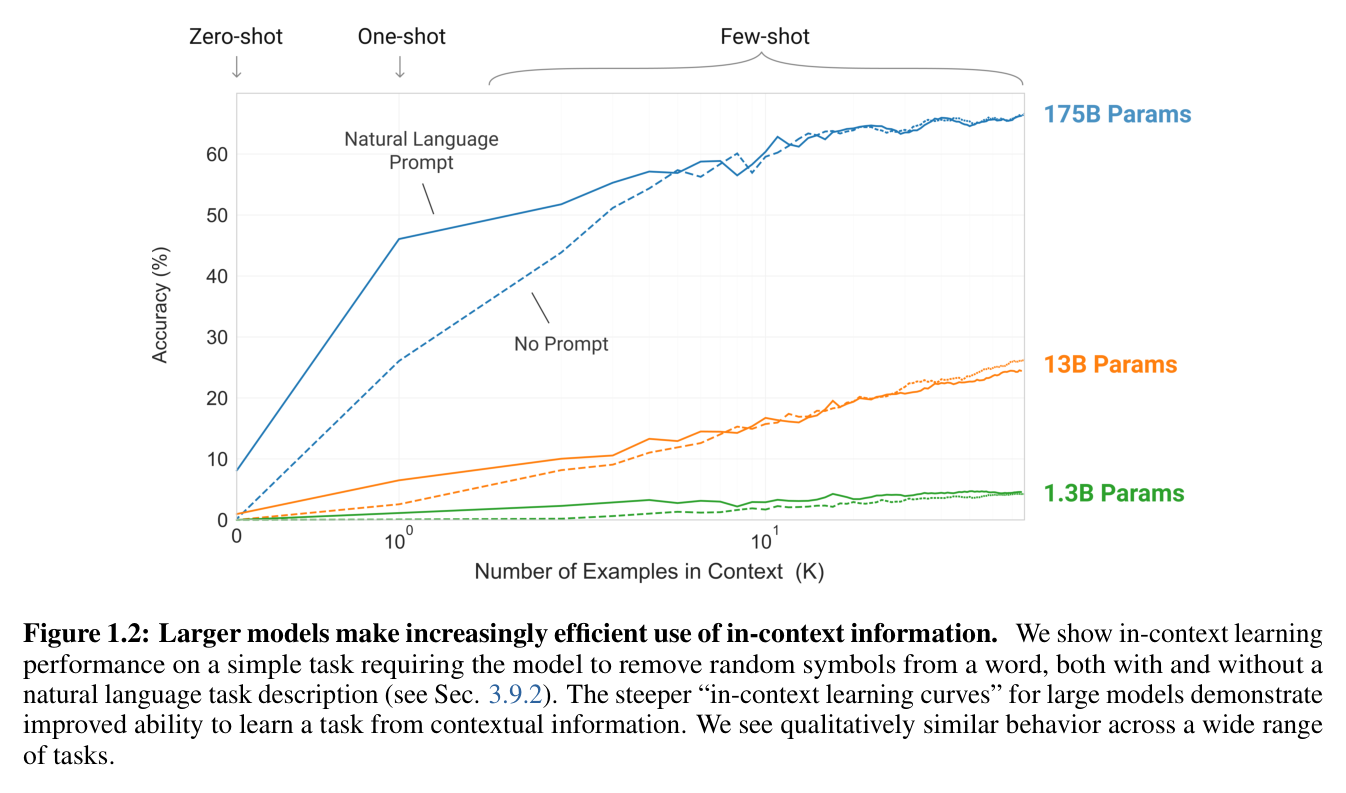 Zero-shot
One-shot
Few-shot
175B Params
Natural Language
Prompt
60
50
40
Accuracy (%)
No Prompt
30
13B Params
20
10
1.3B Params
0
0
10⁰
10¹
Number of Examples in Context (K)
Figure 1.2: Larger models make increasingly efficient use of in-context information. We show in-context learning
performance on a simple task requiring the model to remove random symbols from a word, both with and without a
natural language task description (see Sec. 3.9.2). The steeper “in-context learning curves” for large models demonstrate
improved ability to learn a task from contextual information. We see qualitatively similar behavior across a wide range
of tasks.